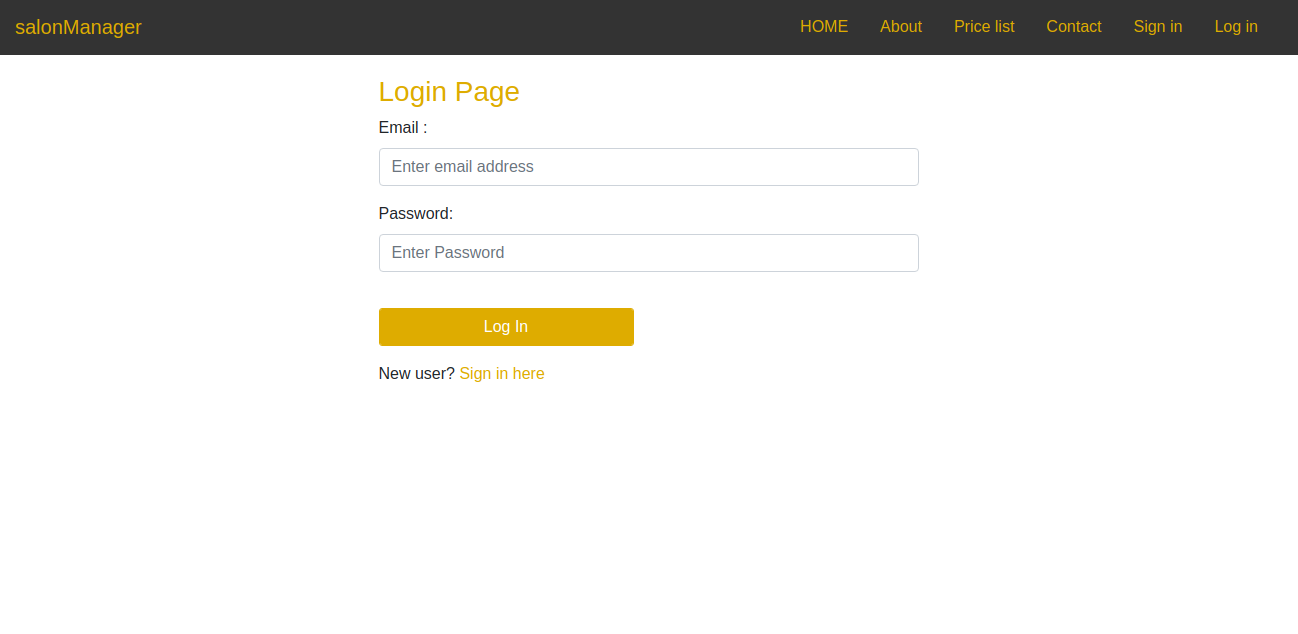 salonManager HOME About Price list Contact Sign in Log in
Login Page
Email :
Enter email address
Password:
Enter Password
Log In
New user? Sign in here